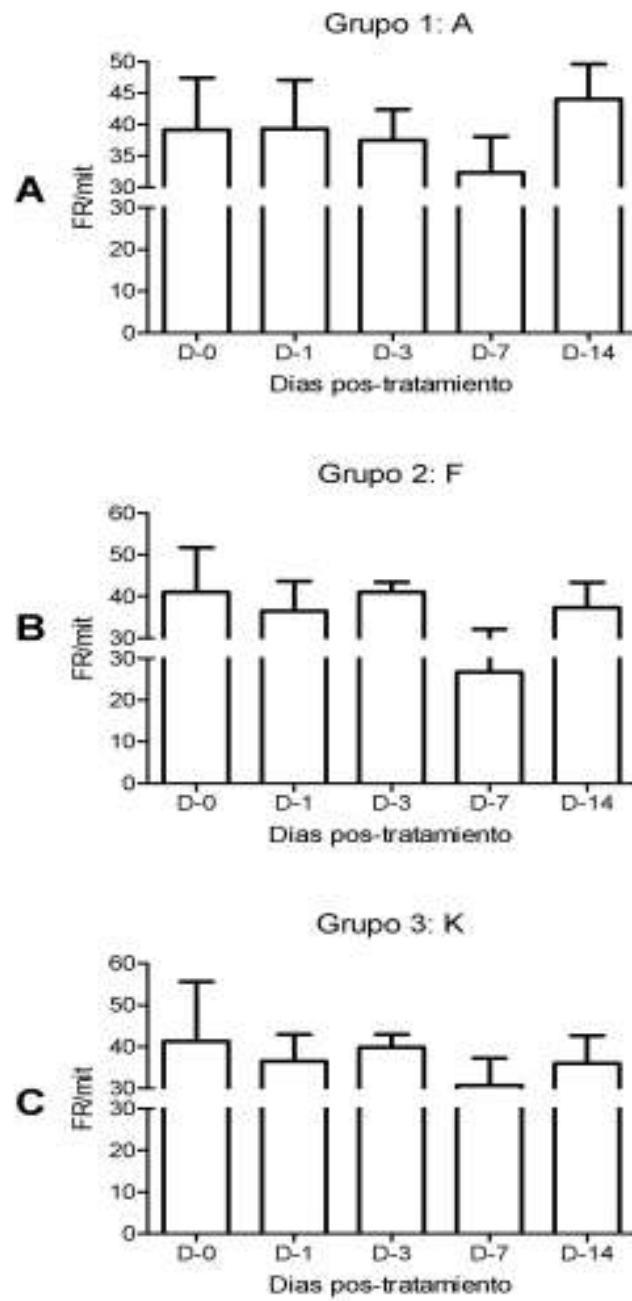 Grupo 1: A
A
FR/mit
50
45
40
35
30
30
20
10
0
D-0 D-1 D-3 D-7 D-14
Dias pos-tratamiento
Grupo 2: F
B
FR/mit
60
50
40
30
30
20
10
0
D-0 D-1 D-3 D-7 D-14
Dias pos-tratamiento
Grupo 3: K
C
FR/mit
60
50
40
30
30
20
10
0
D-0 D-1 D-3 D-7 D-14
Dias pos-tratamiento